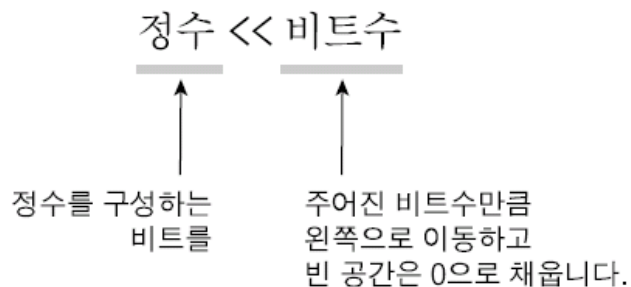 정수 << 비트수
정수를 구성하는
비트를
주어진 비트수만큼
왼쪽으로 이동하고
빈 공간은 0으로 채웁니다.